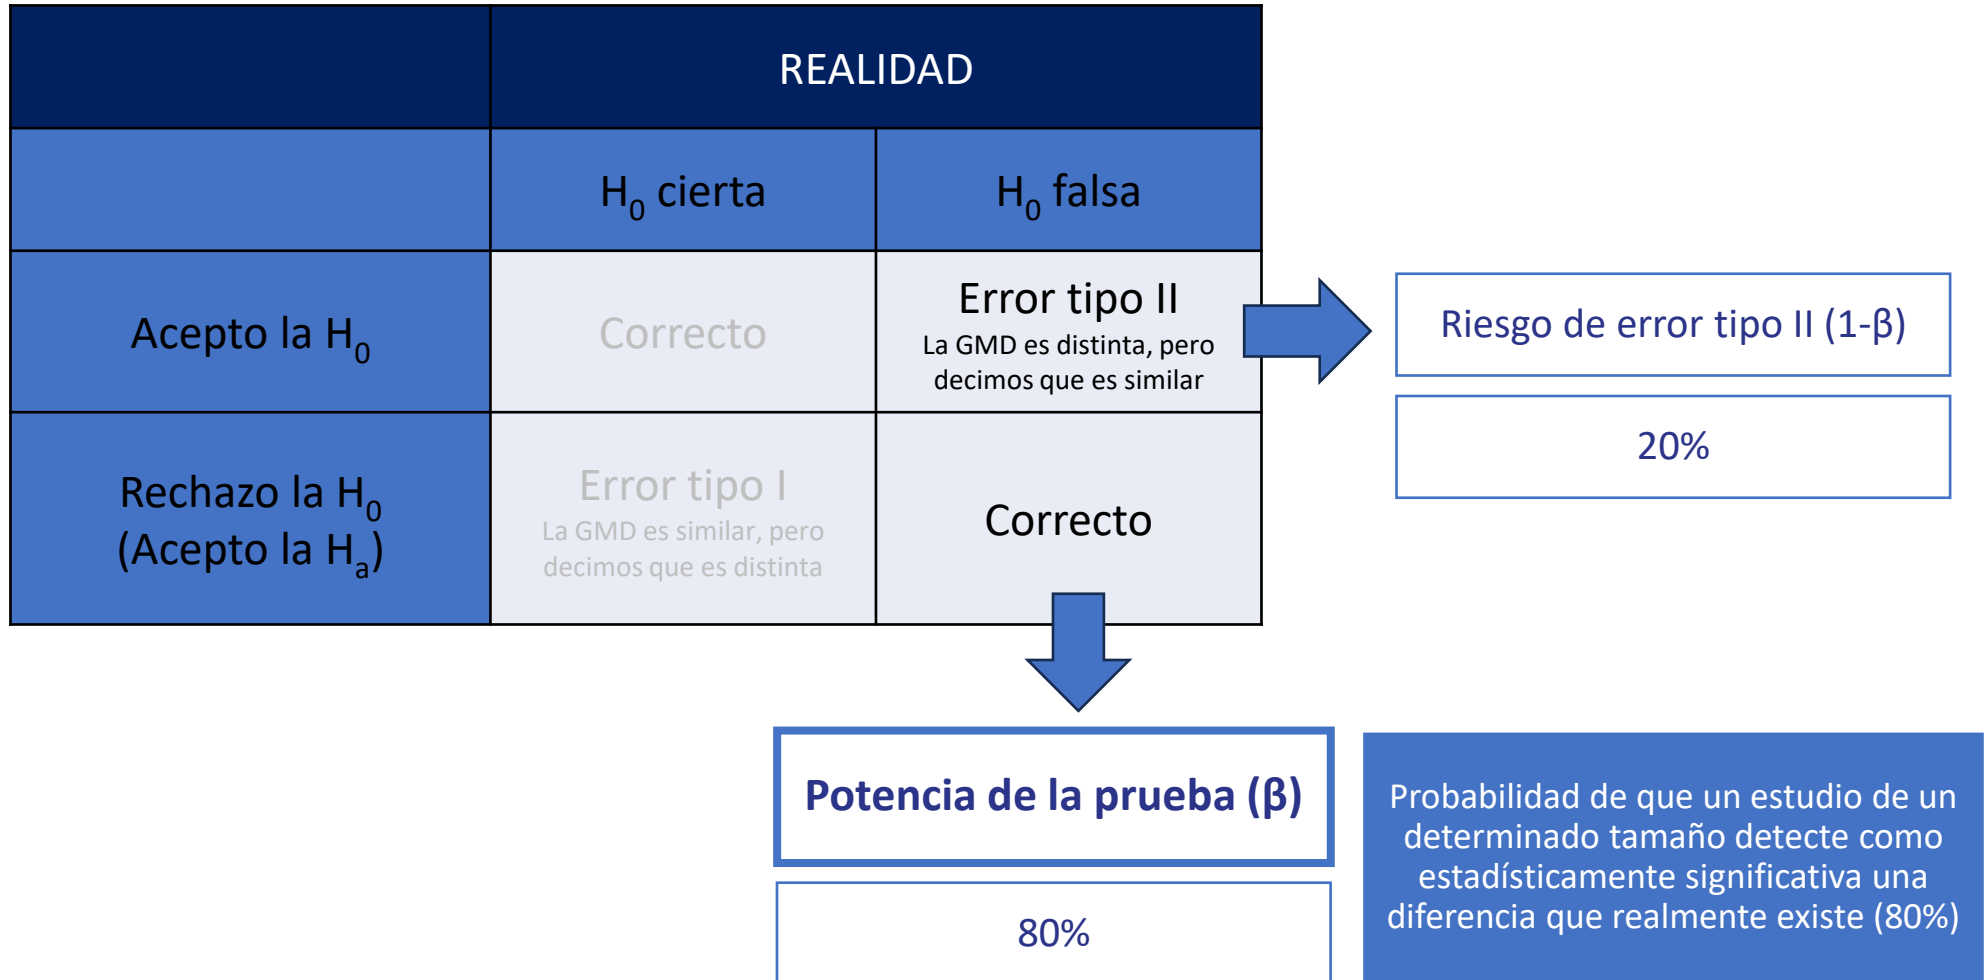 REALIDAD
H₀ cierta
H₀ falsa
Acepto la H₀
Correcto
Error tipo II
La GMD es distinta, pero
decimos que es similar
Riesgo de error tipo II (1-β)
20%
Rechazo la H₀
(Acepto la Hₐ)
Error tipo I
La GMD es similar, pero
decimos que es distinta
Correcto
Potencia de la prueba (β)
80%
Probabilidad de que un estudio de un
determinado tamaño detecte como
estadísticamente significativa una
diferencia que realmente existe (80%)